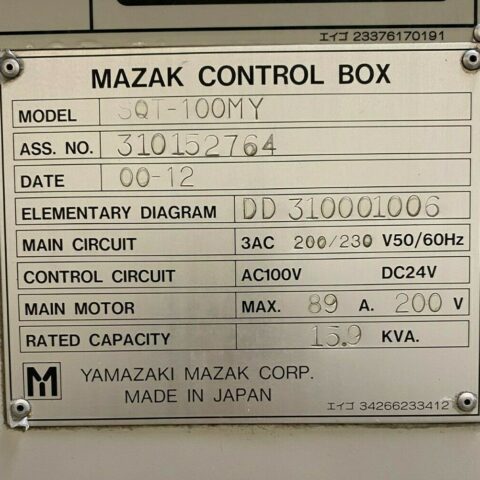 エイゴ 23376170191
MAZAK CONTROL BOX
MODEL SQT-100MY
ASS. NO. 310152764
DATE 00-12
ELEMENTARY DIAGRAM DD 310001006
MAIN CIRCUIT 3AC 200/230 V50/60Hz
CONTROL CIRCUIT AC100V DC24V
MAIN MOTOR MAX. 89 A. 200 V
RATED CAPACITY 15.9 KVA.
M YAMAZAKI MAZAK CORP.
MADE IN JAPAN
エイゴ 34266233412